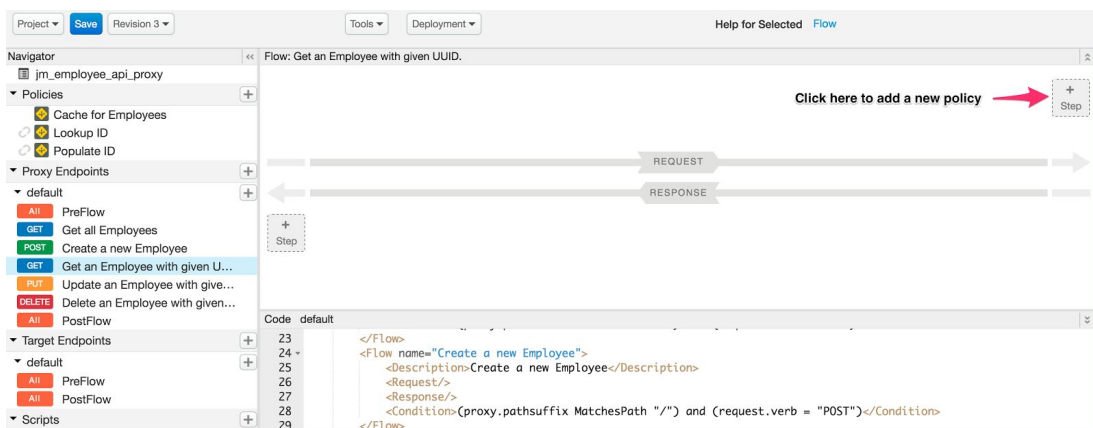 Project Save Revision 3 Tools Deployment Help for Selected Flow
Navigator
jm_employee_api_proxy
Policies
Cache for Employees
Lookup ID
Populate ID
Proxy Endpoints
default
All PreFlow
GET Get all Employees
POST Create a new Employee
GET Get an Employee with given U...
PUT Update an Employee with give...
DELETE Delete an Employee with given...
All PostFlow
Target Endpoints
default
All PreFlow
All PostFlow
Scripts
Flow: Get an Employee with given UUID.
Click here to add a new policy
+
Step
REQUEST
RESPONSE
+
Step
Code default
23 </Flow>
24 <Flow name="Create a new Employee">
25 <Description>Create a new Employee</Description>
26 <Request/>
27 <Response/>
28 <Condition>(proxy.pathsuffix MatchesPath "/") and (request.verb = "POST")</Condition>
29 </Flow>